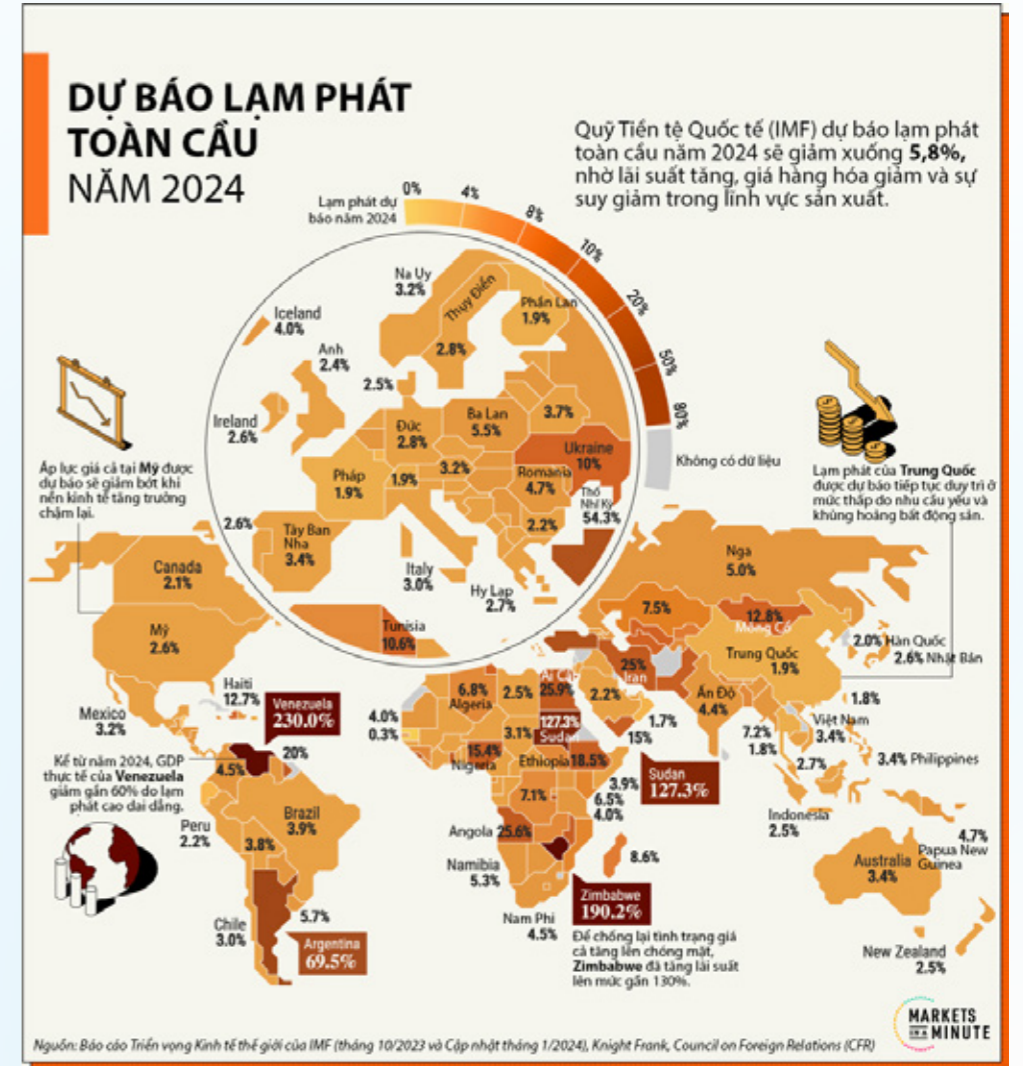 DỰ BÁO LẠM PHÁT
TOÀN CẦU
NĂM 2024
Quỹ Tiền tệ Quốc tế (IMF) dự báo lạm phát
toàn cầu năm 2024 sẽ giảm xuống 5,8%,
nhờ lãi suất tăng, giá hàng hóa giảm và sự
suy giảm trong lĩnh vực sản xuất.
Lạm phát dự
báo năm 2024
0%
4%
8%
10%
20%
50%
80%
Không có dữ liệu
Na Uy
3.2%
Thụy Điển
2.8%
Phần Lan
1.9%
Iceland
4.0%
Anh
2.4%
2.5%
Ireland
2.6%
Đức
2.8%
Ba Lan
5.5%
3.7%
Ukraine
10%
Pháp
1.9%
1.9%
3.2%
Romania
4.7%
Thổ
Nhĩ Kỳ
54.3%
2.2%
2.6%
Tây Ban
Nha
3.4%
Italy
3.0%
Hy Lạp
2.7%
Tunisia
10.6%
Áp lực giá cả tại Mỹ được
dự báo sẽ giảm bớt khi
nền kinh tế tăng trưởng
chậm lại.
Lạm phát của Trung Quốc
được dự báo tiếp tục duy trì ở
mức thấp do nhu cầu yếu và
khủng hoảng bất động sản.
Canada
2.1%
Mỹ
2.6%
Mexico
3.2%
Haiti
12.7%
Venezuela
230.0%
20%
4.5%
Kể từ năm 2024, GDP
thực tế của Venezuela
giảm gần 60% do lạm
phát cao dai dẳng.
Brazil
3.9%
Peru
2.2%
3.8%
5.7%
Chile
3.0%
Argentina
69.5%
Nga
5.0%
7.5%
12.8%
Mông Cổ
Trung Quốc
1.9%
2.0% Hàn Quốc
2.6% Nhật Bản
25%
Iran
Ấn Độ
4.4%
1.8%
7.2%
1.8%
Việt Nam
3.4%
2.7%
3.4% Philippines
Indonesia
2.5%
4.7%
Papua New
Guinea
Australia
3.4%
New Zealand
2.5%
4.0%
0.3%
6.8%
Algeria
2.5%
Ai Cập
25.9%
2.2%
1.7%
15%
127.3%
Sudan
3.1%
15.4%
Nigeria
Ethiopia 18.5%
Sudan
127.3%
3.9%
6.5%
4.0%
7.1%
Angola 25.6%
8.6%
Namibia
5.3%
Nam Phi
4.5%
Zimbabwe
190.2%
Để chống lại tình trạng giá
cả tăng lên chóng mặt,
Zimbabwe đã tăng lãi suất
lên mức gần 130%.
MARKETS
IN A MINUTE
Nguồn: Báo cáo Triển vọng Kinh tế thế giới của IMF (tháng 10/2023 và Cập nhật tháng 1/2024), Knight Frank, Council on Foreign Relations (CFR)